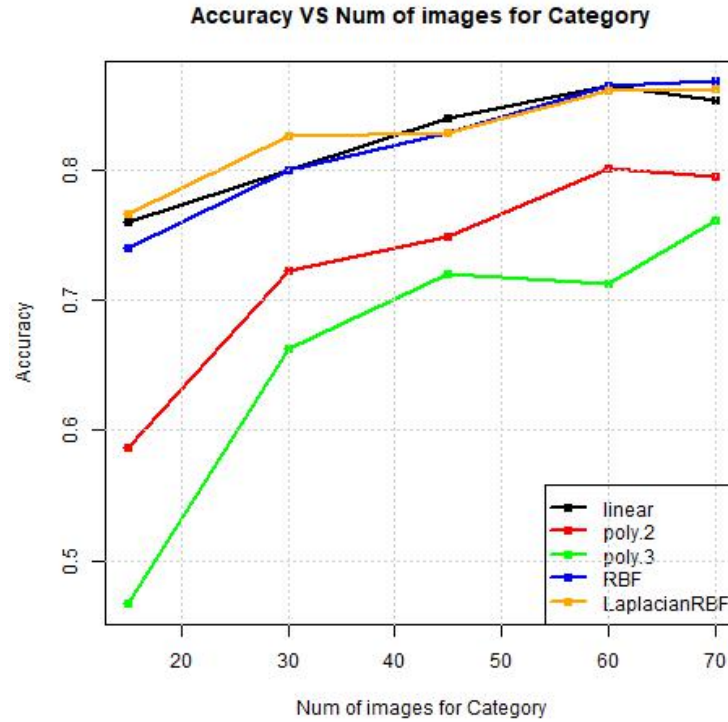 Accuracy VS Num of images for Category
Accuracy
0.8
0.7
0.6
0.5
linear
poly.2
poly.3
RBF
LaplacianRBF
20 30 40 50 60 70
Num of images for Category